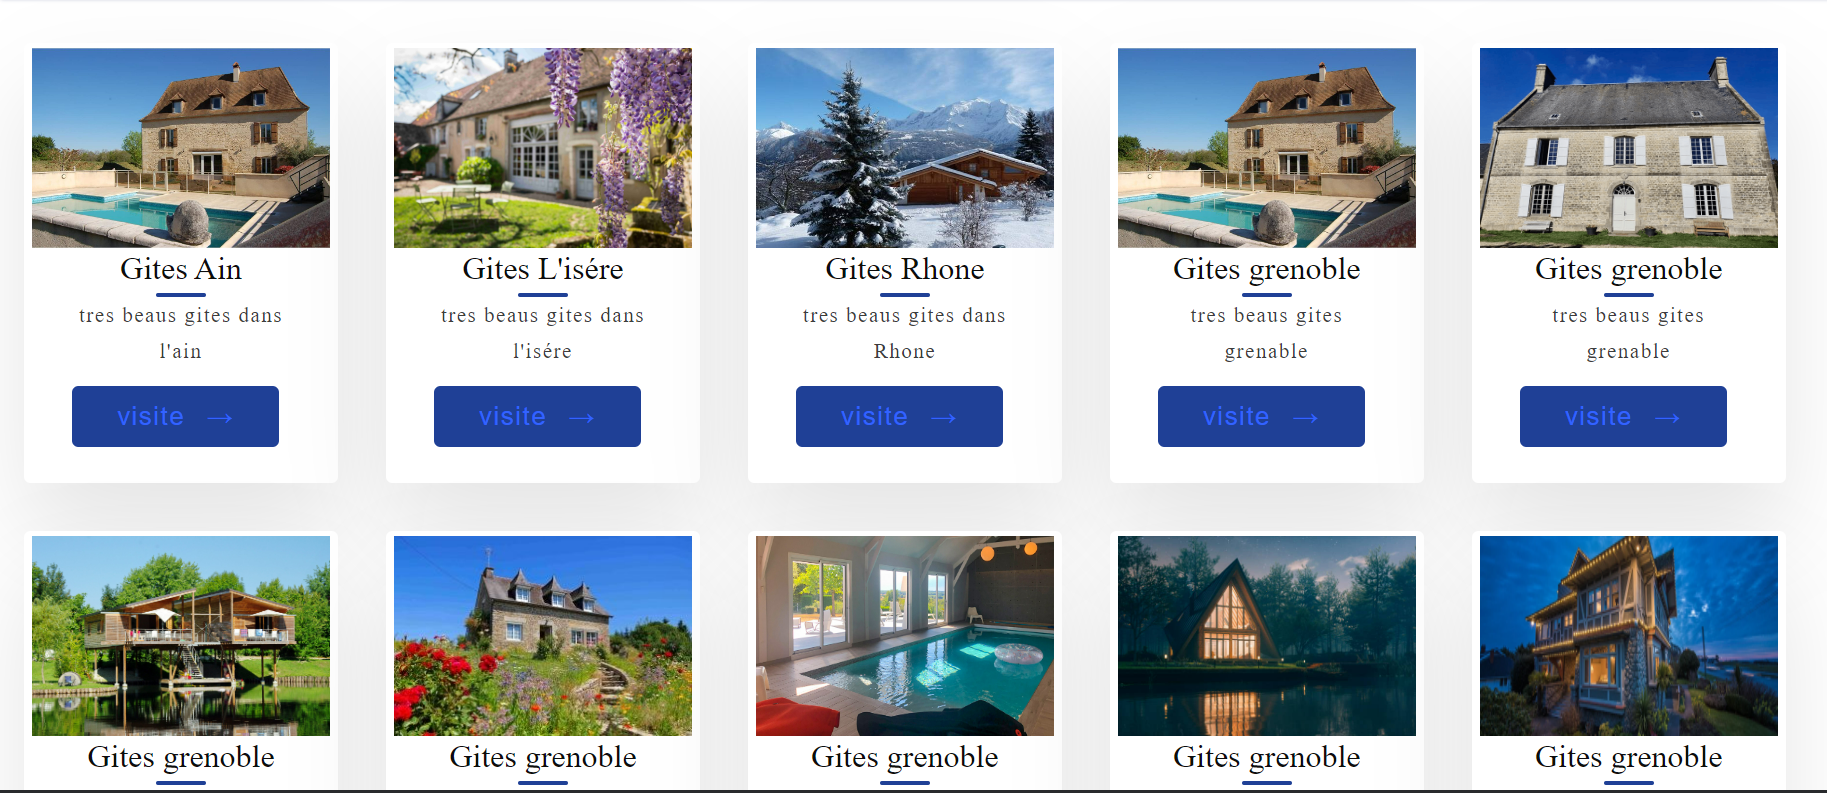 Gites Ain
tres beaus gites dans
l'ain
visite →
Gites L'isére
tres beaus gites dans
l'isére
visite →
Gites Rhone
tres beaus gites dans
Rhone
visite →
Gites grenoble
tres beaus gites
grenable
visite →
Gites grenoble
tres beaus gites
grenable
visite →
Gites grenoble
Gites grenoble
Gites grenoble
Gites grenoble
Gites grenoble